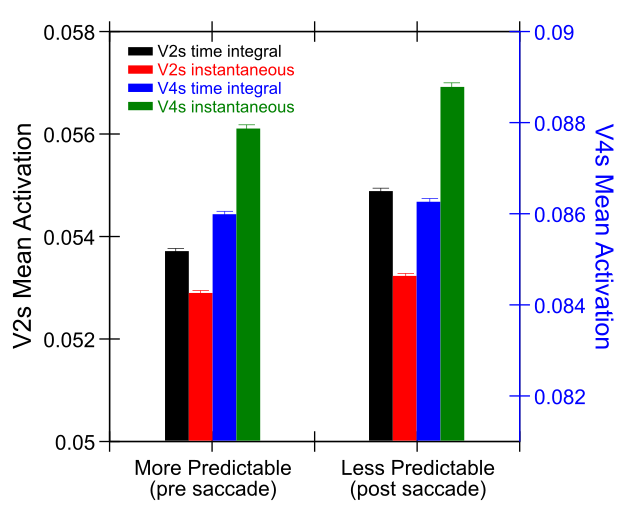 0.058
0.056
0.054
0.052
0.05
V2s Mean Activation
V2s time integral
V2s instantaneous
V4s time integral
V4s instantaneous
0.09
0.088
0.086
0.084
0.082
V4s Mean Activation
More Predictable
(pre saccade)
Less Predictable
(post saccade)